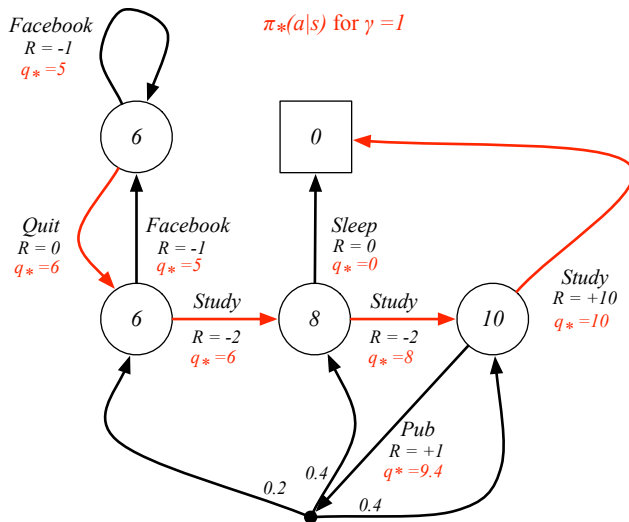 Facebook
R = -1
q* =5
π*(a|s) for γ =1
6
0
Quit
R = 0
q* =6
Facebook
R = -1
q* =5
Sleep
R = 0
q* =0
Study
R = +10
q* =10
6
Study
R = -2
q* =6
8
Study
R = -2
q* =8
10
Pub
R = +1
q* =9.4
0.2
0.4
0.4